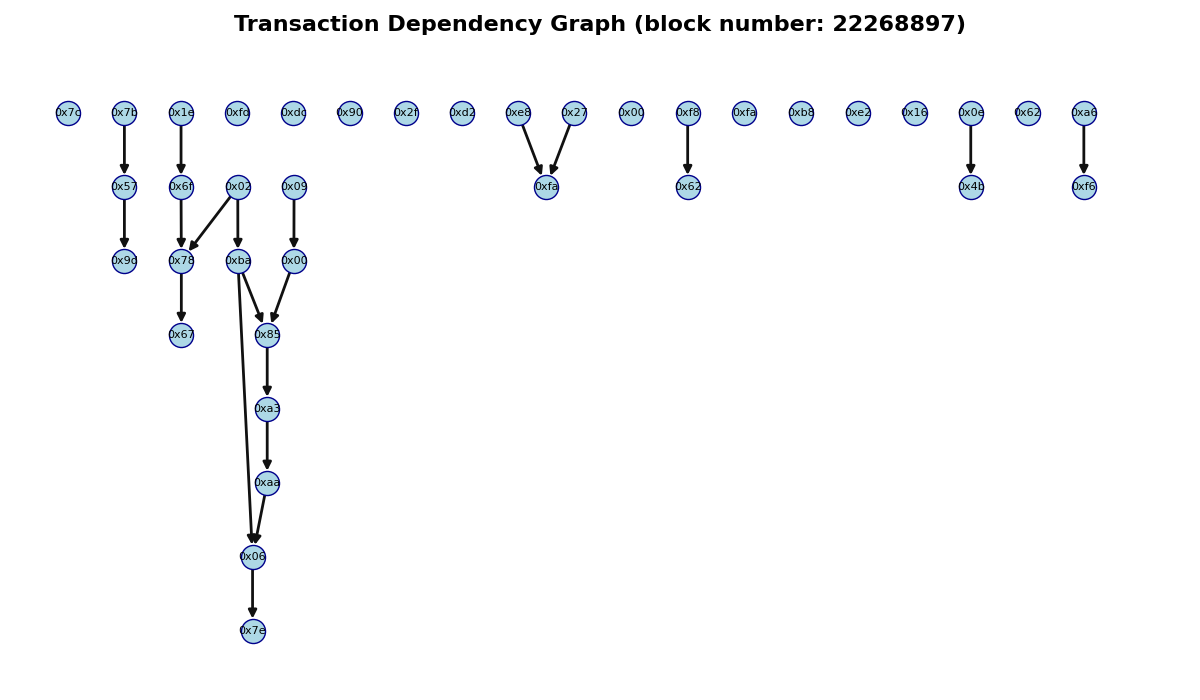 Transaction Dependency Graph (block number: 22268897)
0x7c 0x7b 0x1e 0xfd 0xdc 0x90 0x2f 0xd2 0xe8 0x27 0x00 0xf8 0xfa 0xb8 0xe2 0x16 0x0e 0x62 0xa6
0x57 0x6f 0x02 0x09 0xfa 0x62 0x4b 0xf6
0x9d 0x78 0xba 0x00
0x67 0x85
0xa3
0xaa
0x06
0x7e